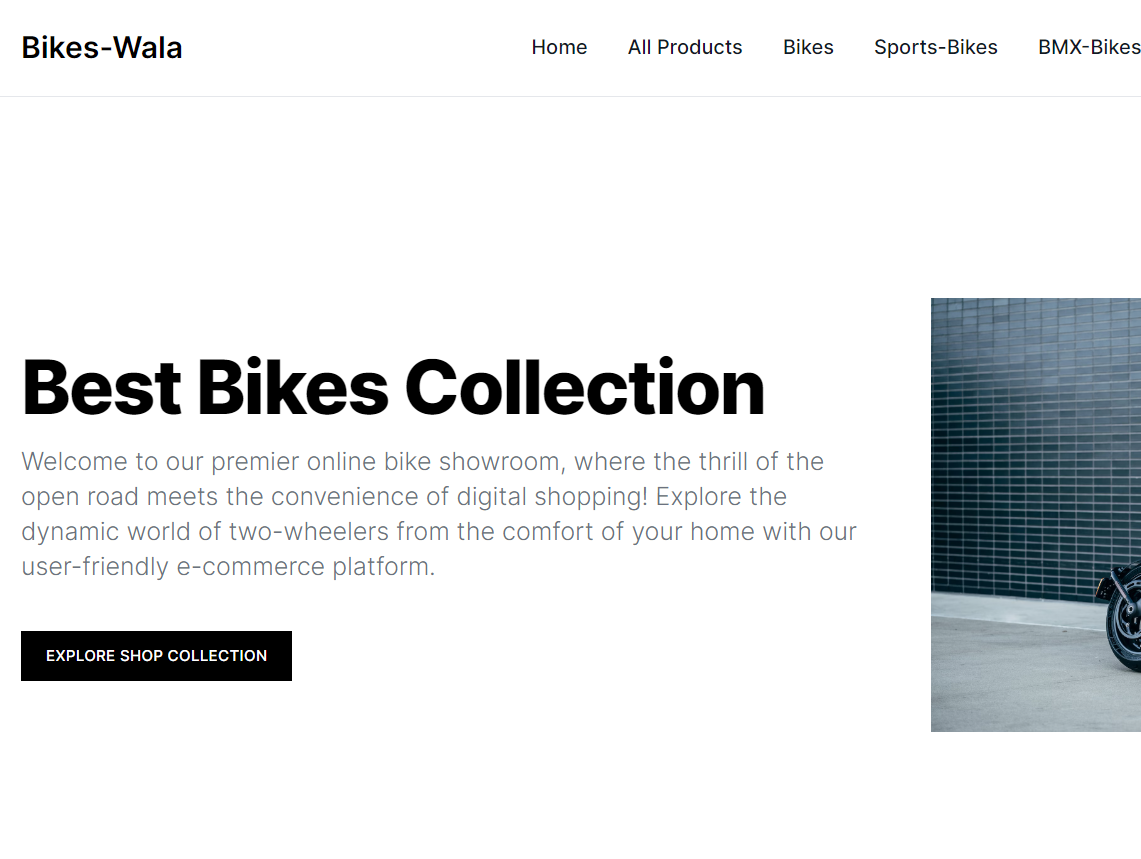 Bikes-Wala
Home All Products Bikes Sports-Bikes BMX-Bikes
Best Bikes Collection
Welcome to our premier online bike showroom, where the thrill of the
open road meets the convenience of digital shopping! Explore the
dynamic world of two-wheelers from the comfort of your home with our
user-friendly e-commerce platform.
EXPLORE SHOP COLLECTION